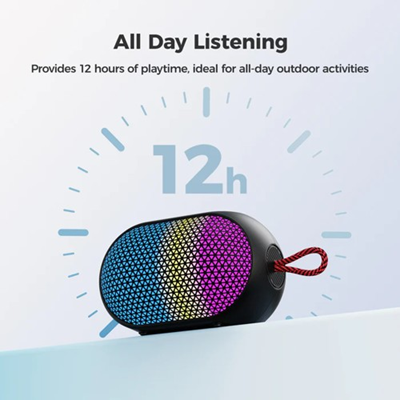 All Day Listening
Provides 12 hours of playtime, ideal for all-day outdoor activities
12h